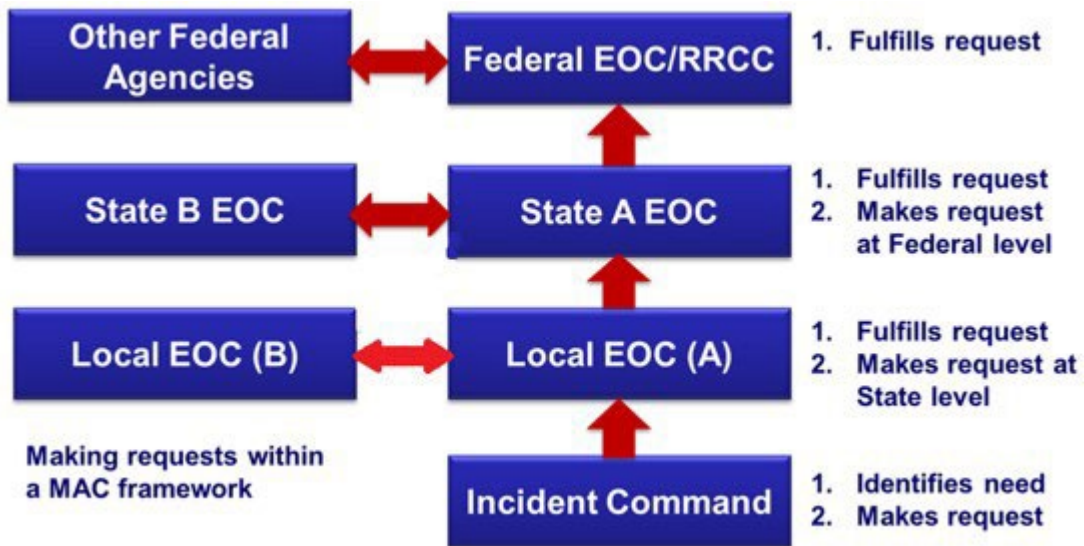 Other Federal
Agencies
Federal EOC/RRCC
1. Fulfills request
State B EOC
State A EOC
1. Fulfills request
2. Makes request
at Federal level
Local EOC (B)
Local EOC (A)
1. Fulfills request
2. Makes request at
State level
Making requests within
a MAC framework
Incident Command
1. Identifies need
2. Makes request